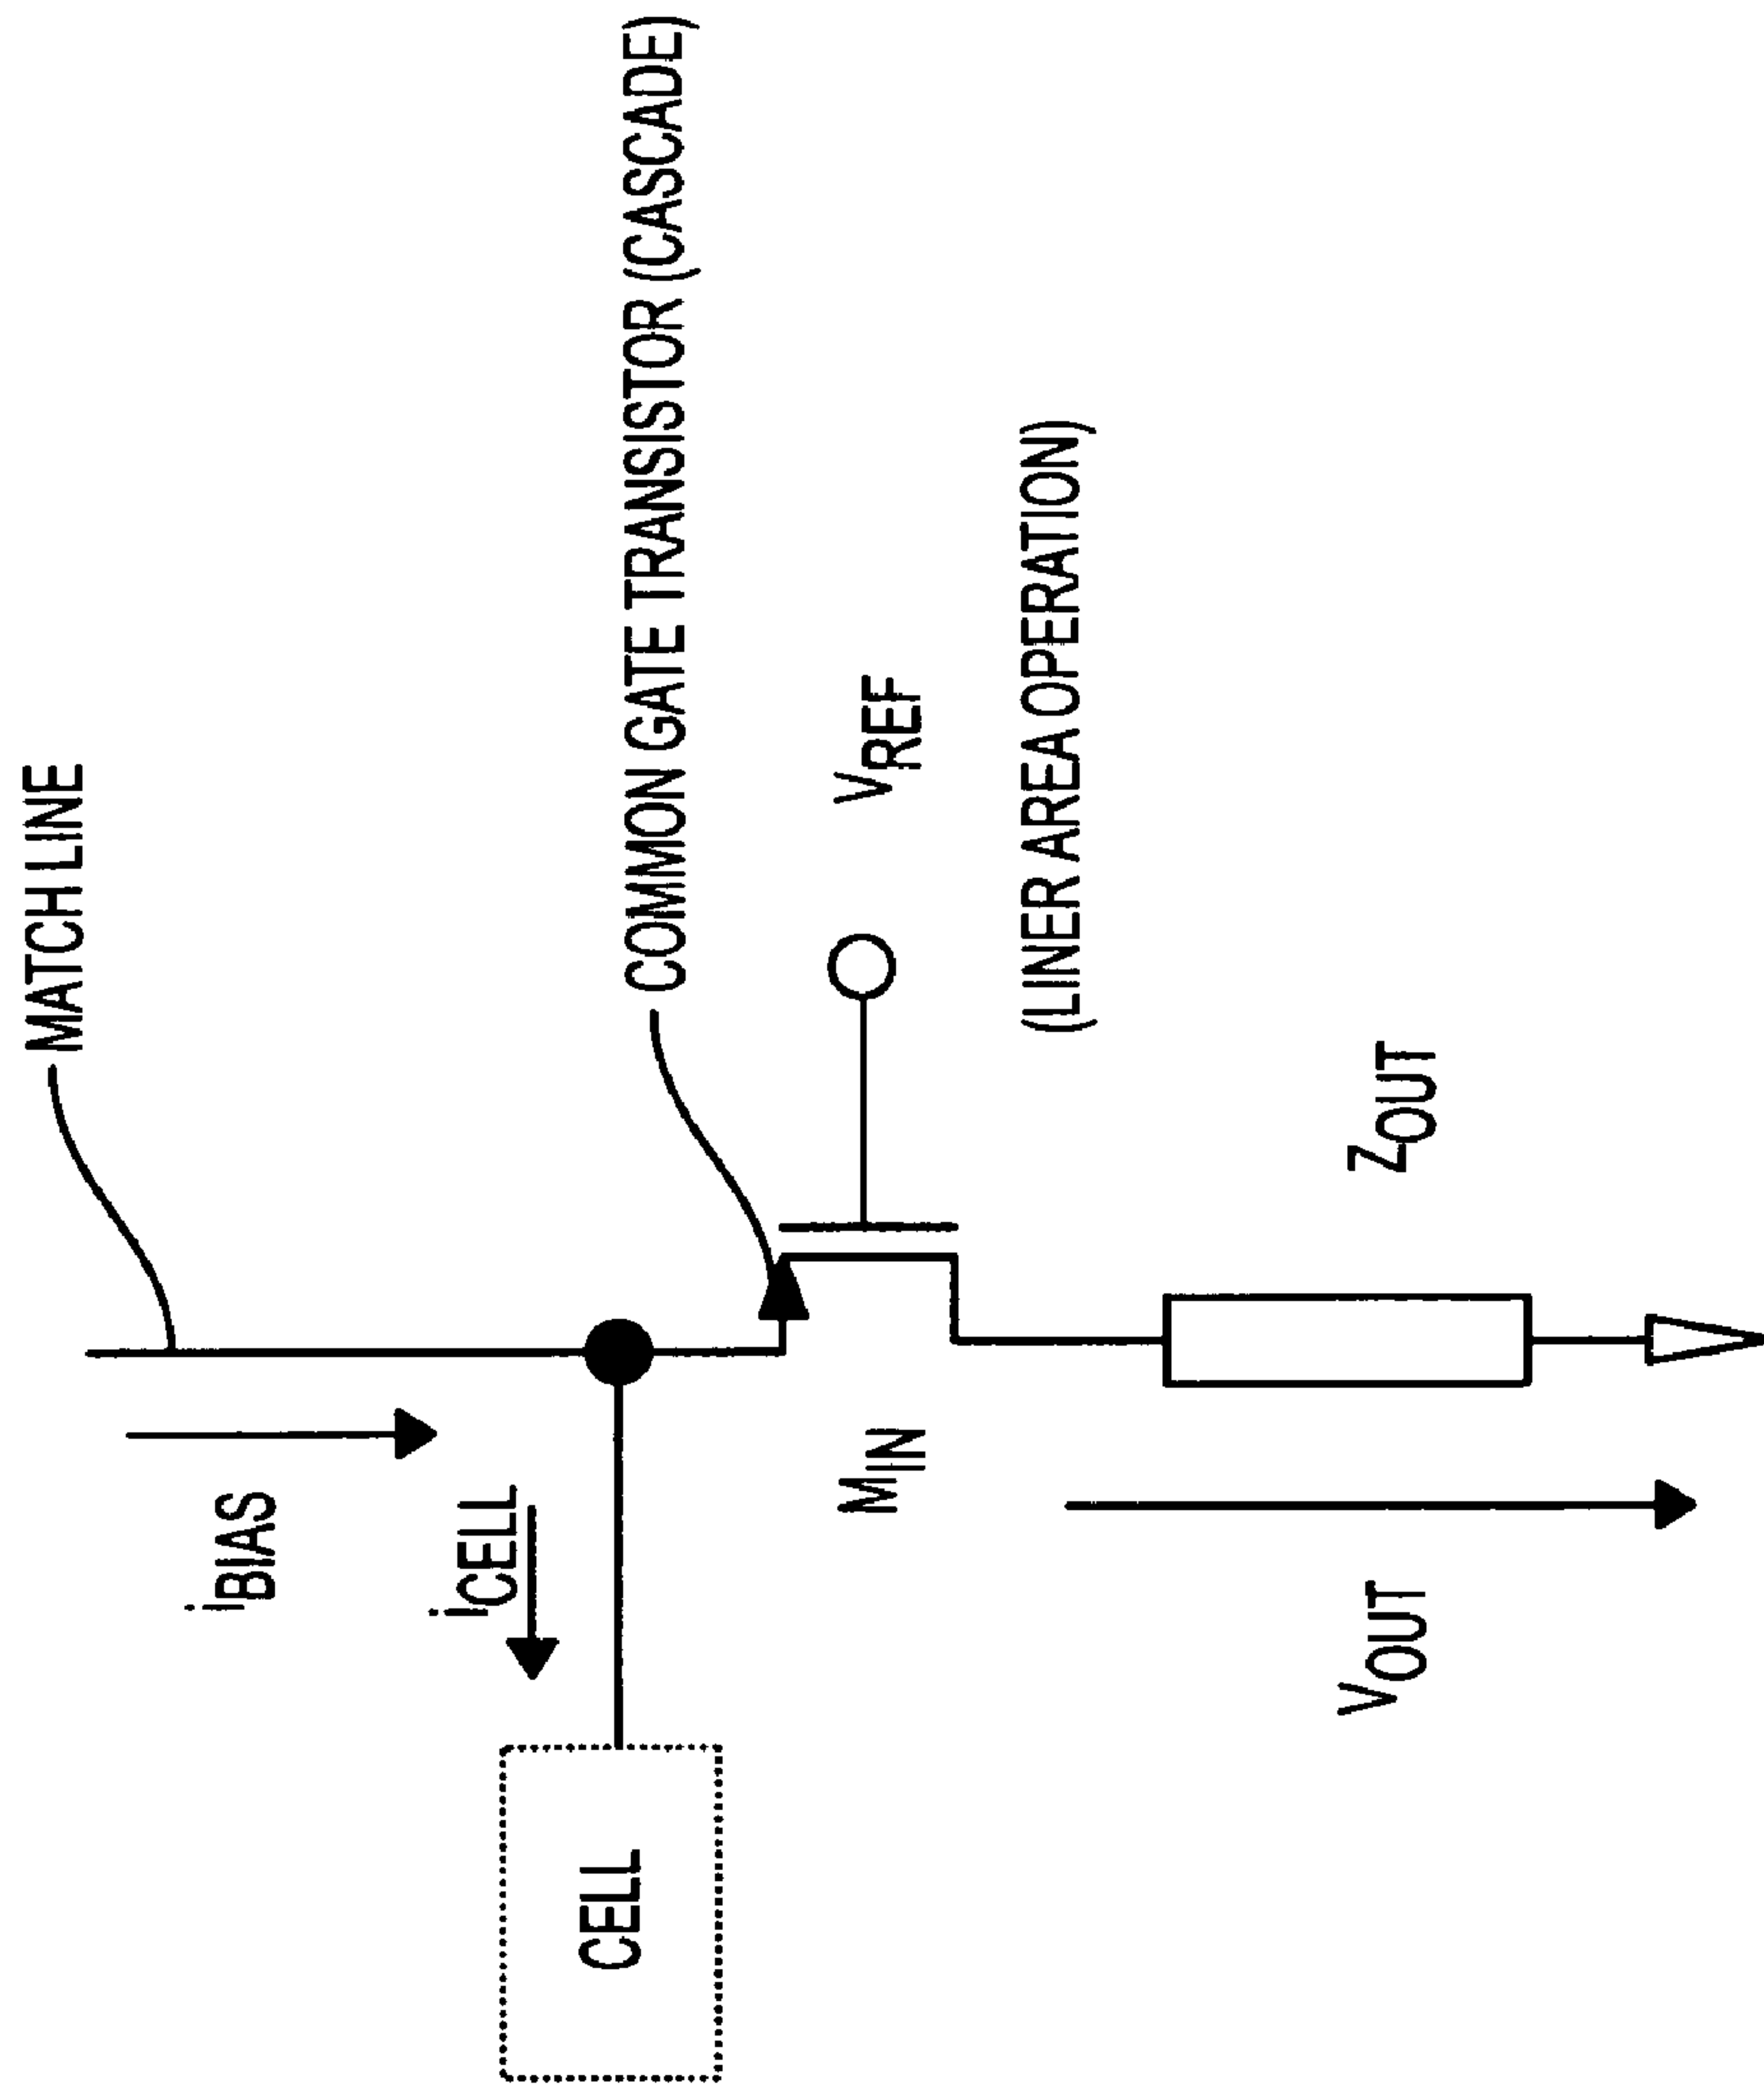 MATCH LINE
iBIAS
iCELL
CELL
COMMON GATE TRANSISTOR (CASCADE)
VREF
MIN
(LINER AREA OPERATION)
ZOUT
VOUT